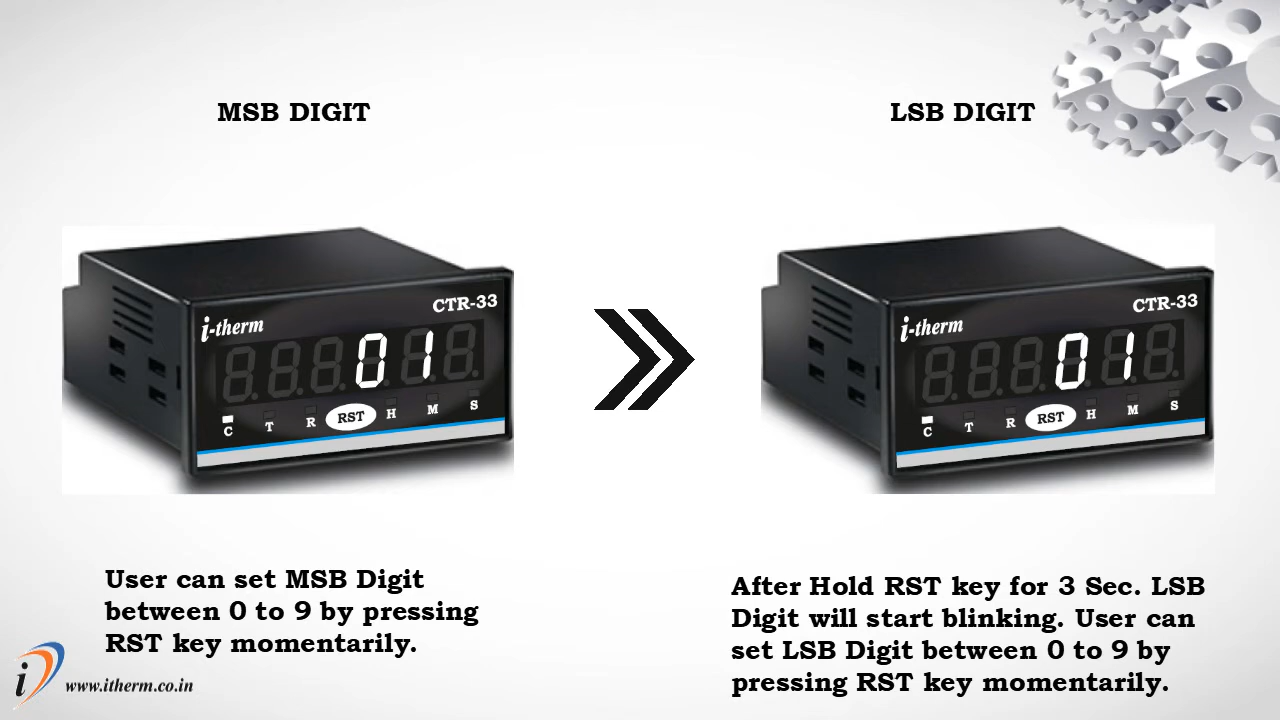 MSB DIGIT
LSB DIGIT
CTR-33
i-therm
01
C T R RST H M S
CTR-33
i-therm
01
C T R RST H M S
User can set MSB Digit
between 0 to 9 by pressing
RST key momentarily.
After Hold RST key for 3 Sec. LSB
Digit will start blinking. User can
set LSB Digit between 0 to 9 by
pressing RST key momentarily.
i
www.itherm.co.in